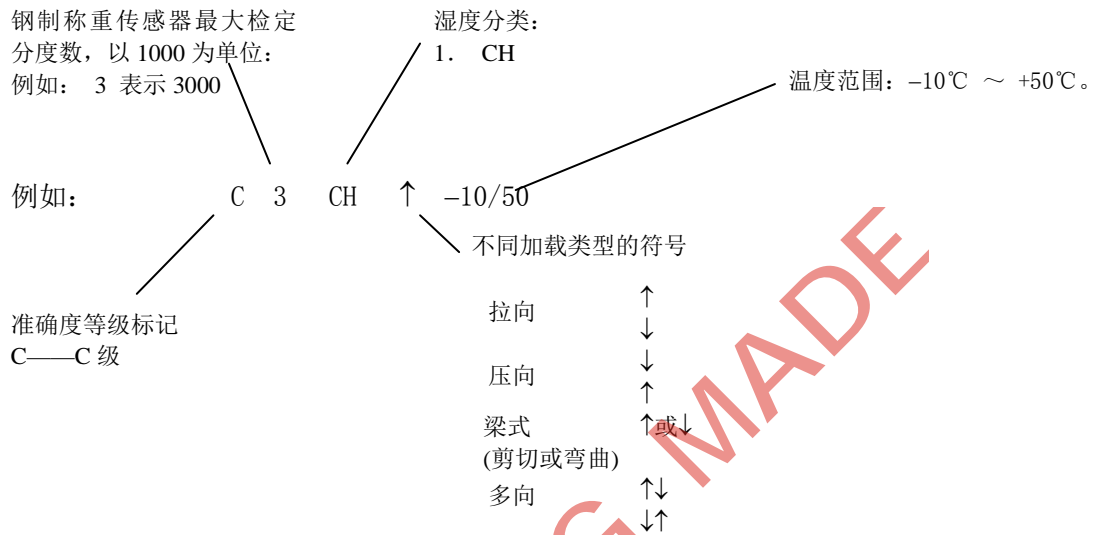 钢制称重传感器最大检定
分度数，以 1000 为单位：
例如： 3 表示 3000
湿度分类：
1. CH
温度范围：–10℃ ～ +50℃。
例如： C 3 CH ↑ –10/50
不同加载类型的符号
准确度等级标记
C——C 级
拉向 ↑
↓
压向 ↓
↑
梁式 ↑或↓
(剪切或弯曲)
多向 ↑↓
↓↑
G MADE